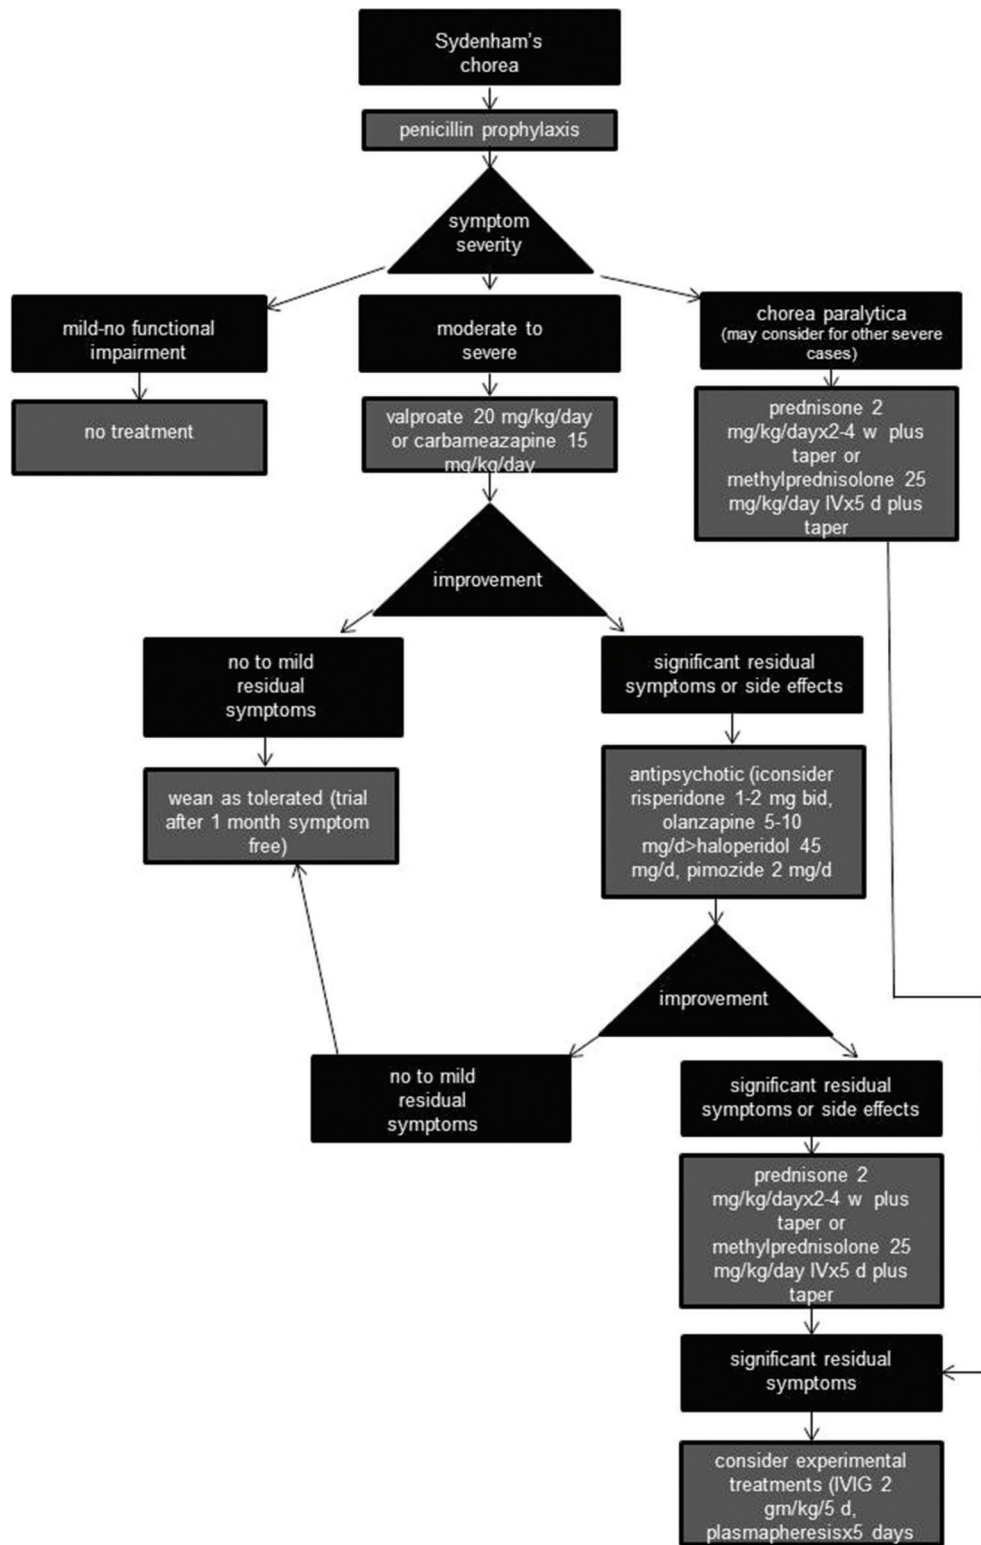 Sydenham's
chorea
penicillin prophylaxis
symptom
severity
mild-no functional
impairment
moderate to
severe
chorea paralytica
(may consider for other severe
cases)
no treatment
valproate 20 mg/kg/day
or carbameazapine 15
mg/kg/day
prednisone 2
mg/kg/dayx2-4 w plus
taper or
methylprednisolone 25
mg/kg/day IVx5 d plus
taper
improvement
no to mild
residual
symptoms
significant residual
symptoms or side effects
wean as tolerated (trial
after 1 month symptom
free)
antipsychotic (iconsider
risperidone 1-2 mg bid,
olanzapine 5-10
mg/d>haloperidol 45
mg/d, pimozide 2 mg/d
improvement
no to mild
residual
symptoms
significant residual
symptoms or side effects
prednisone 2
mg/kg/dayx2-4 w plus
taper or
methylprednisolone 25
mg/kg/day IVx5 d plus
taper
significant residual
symptoms
consider experimental
treatments (IVIG 2
gm/kg/5 d,
plasmapheresisx5 days